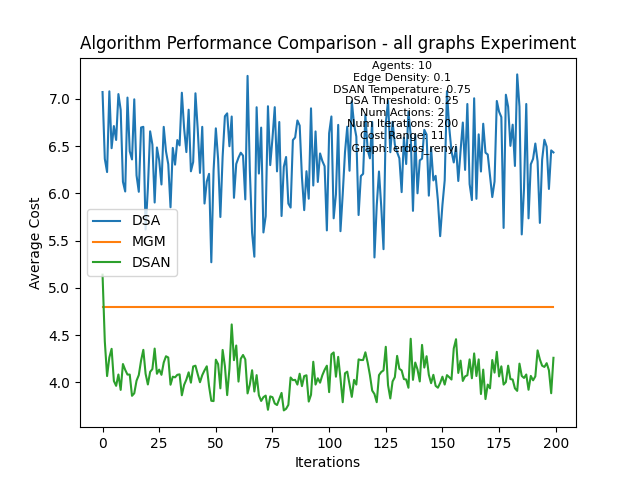 Algorithm Performance Comparison - all graphs Experiment
Agents: 10
Edge Density: 0.1
DSAN Temperature: 0.75
DSA Threshold: 0.25
Num Actions: 2
Num Iterations: 200
Cost Range: 11
Graph: erdos_renyi
7.0
6.5
6.0
5.5
5.0
4.5
4.0
Average Cost
DSA
MGM
DSAN
0
25
50
75
100
125
150
175
200
Iterations